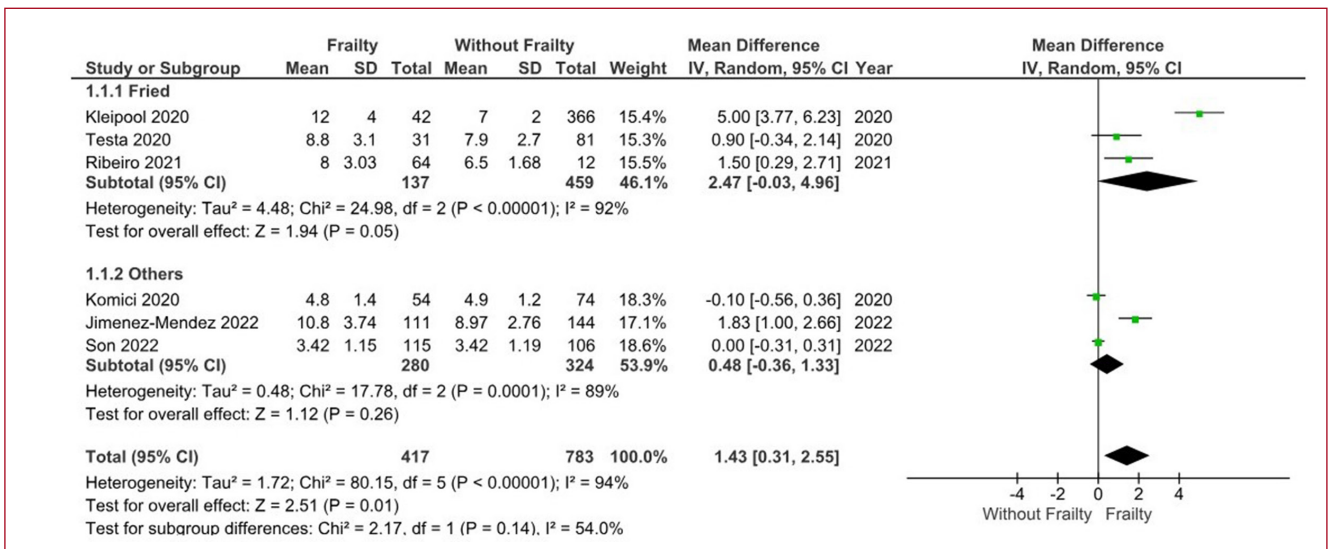 Frailty Without Frailty Mean Difference Mean Difference
Study or Subgroup Mean SD Total Mean SD Total Weight IV, Random, 95% CI Year IV, Random, 95% CI
1.1.1 Fried
Kleipool 2020 12 4 42 7 2 366 15.4% 5.00 [3.77, 6.23] 2020
Testa 2020 8.8 3.1 31 7.9 2.7 81 15.3% 0.90 [-0.34, 2.14] 2020
Ribeiro 2021 8 3.03 64 6.5 1.68 12 15.5% 1.50 [0.29, 2.71] 2021
Subtotal (95% CI) 137 459 46.1% 2.47 [-0.03, 4.96]
Heterogeneity: Tau² = 4.48; Chi² = 24.98, df = 2 (P < 0.00001); I² = 92%
Test for overall effect: Z = 1.94 (P = 0.05)
1.1.2 Others
Komici 2020 4.8 1.4 54 4.9 1.2 74 18.3% -0.10 [-0.56, 0.36] 2020
Jimenez-Mendez 2022 10.8 3.74 111 8.97 2.76 144 17.1% 1.83 [1.00, 2.66] 2022
Son 2022 3.42 1.15 115 3.42 1.19 106 18.6% 0.00 [-0.31, 0.31] 2022
Subtotal (95% CI) 280 324 53.9% 0.48 [-0.36, 1.33]
Heterogeneity: Tau² = 0.48; Chi² = 17.78, df = 2 (P = 0.0001); I² = 89%
Test for overall effect: Z = 1.12 (P = 0.26)
Total (95% CI) 417 783 100.0% 1.43 [0.31, 2.55]
Heterogeneity: Tau² = 1.72; Chi² = 80.15, df = 5 (P < 0.00001); I² = 94%
Test for overall effect: Z = 2.51 (P = 0.01)
Test for subgroup differences: Chi² = 2.17, df = 1 (P = 0.14), I² = 54.0%
-4 -2 0 2 4
Without Frailty Frailty